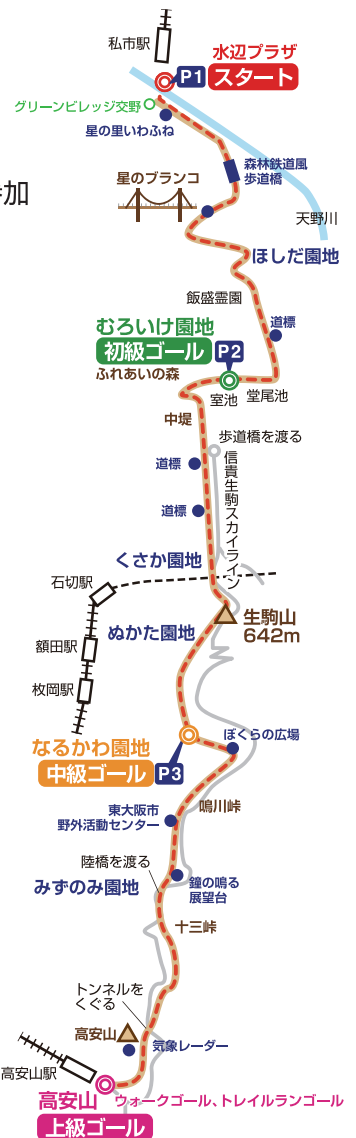 私市駅
水辺プラザ
P1 スタート
グリーンビレッジ交野
星の里いわふね
森林鉄道風
歩道橋
参加
星のブランコ
天野川
ほしだ園地
飯盛霊園
むろいけ園地
道標
初級ゴール P2
ふれあいの森
室池
堂尾池
中堤
歩道橋を渡る
道標
信貴生駒スカイライン
道標
くさか園地
石切駅
生駒山
642m
ぬかた園地
額田駅
枚岡駅
ぼくらの広場
なるかわ園地
中級ゴール P3
鳴川峠
東大阪市
野外活動センター
陸橋を渡る
みずのみ園地
鐘の鳴る
展望台
十三峠
トンネルを
くぐる
高安山
気象レーダー
高安山駅
高安山 ウォークゴール、トレイルランゴール
上級ゴール